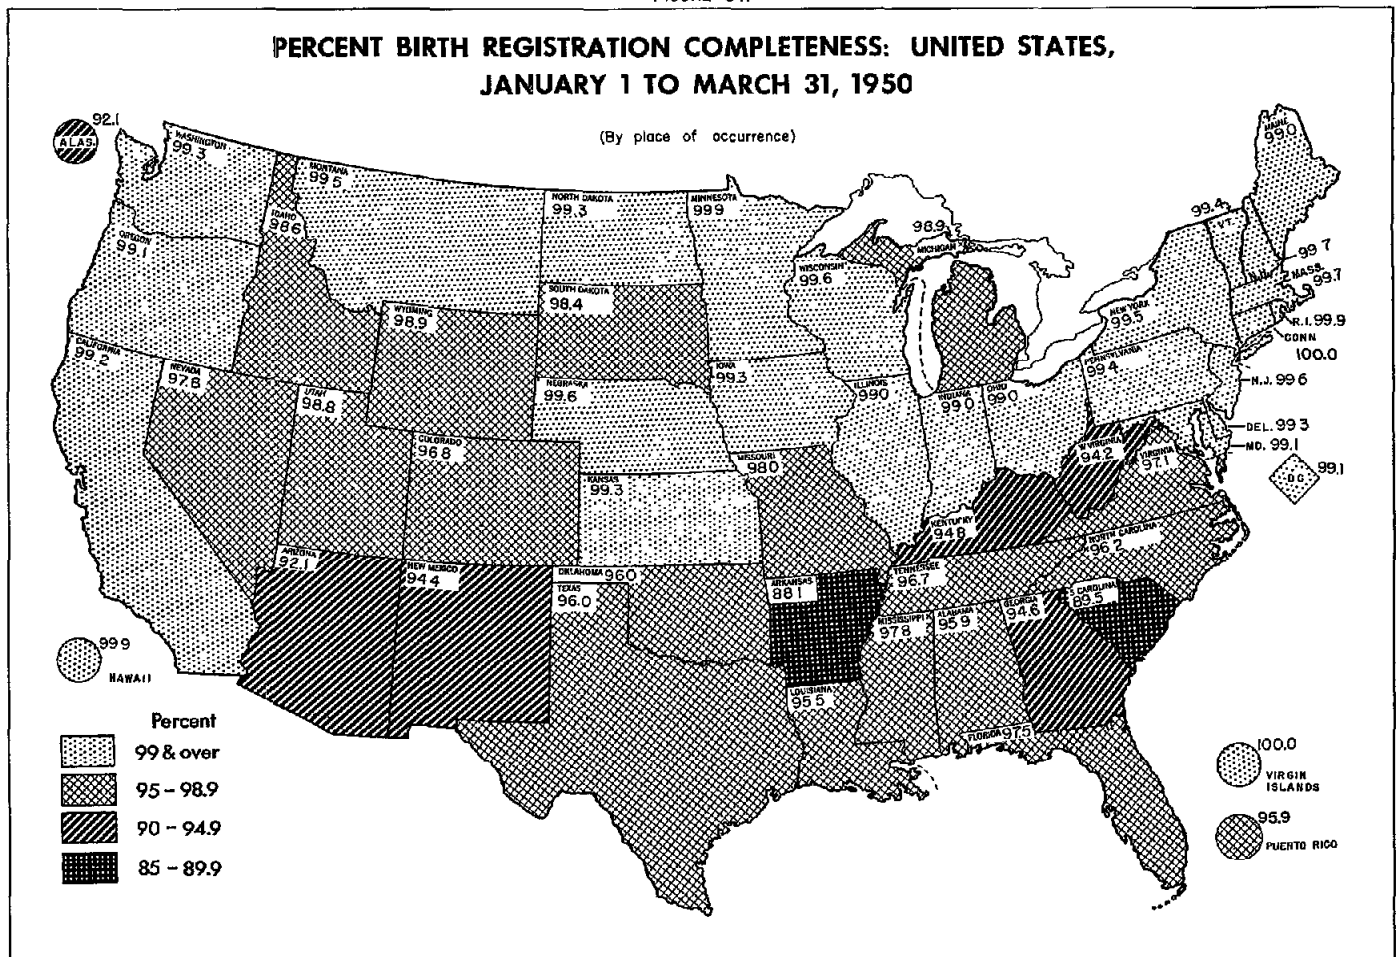 PERCENT BIRTH REGISTRATION COMPLETENESS: UNITED STATES,
JANUARY 1 TO MARCH 31, 1950
(By place of occurrence)
92.1
ALAS.
WASHINGTON
99.3
MONTANA
99.5
NORTH DAKOTA
99.3
MINNESOTA
99.9
MAINE
99.0
99.4
VT.
98.9
MICHIGAN
IDAHO
98.6
OREGON
99.1
99.7
N.H.
MASS.
99.7
WISCONSIN
99.6
SOUTH DAKOTA
98.4
WYOMING
98.9
NEW YORK
99.5
R.I. 99.9
CONN
100.0
CALIFORNIA
99.2
NEVADA
97.8
UTAH
98.8
NEBRASKA
99.6
IOWA
99.3
ILLINOIS
99.0
INDIANA
99.0
OHIO
99.0
PENNSYLVANIA
99.4
N.J. 99.6
COLORADO
96.8
MISSOURI
98.0
W VIRGINIA
94.2
VIRGINIA
97.1
DEL. 99.3
MD. 99.1
99.1
DC
KANSAS
99.3
KENTUCKY
94.8
NORTH CAROLINA
96.2
ARIZONA
92.1
NEW MEXICO
94.4
OKLAHOMA 96.0
TEXAS
96.0
ARKANSAS
88.1
TENNESSEE
96.7
S. CAROLINA
89.5
MISSISSIPPI
97.8
ALABAMA
95.9
GEORGIA
94.6
99.9
HAWAII
LOUISIANA
95.5
FLORIDA 97.5
Percent
99 & over
95 - 98.9
90 - 94.9
85 - 89.9
100.0
VIRGIN
ISLANDS
95.9
PUERTO RICO